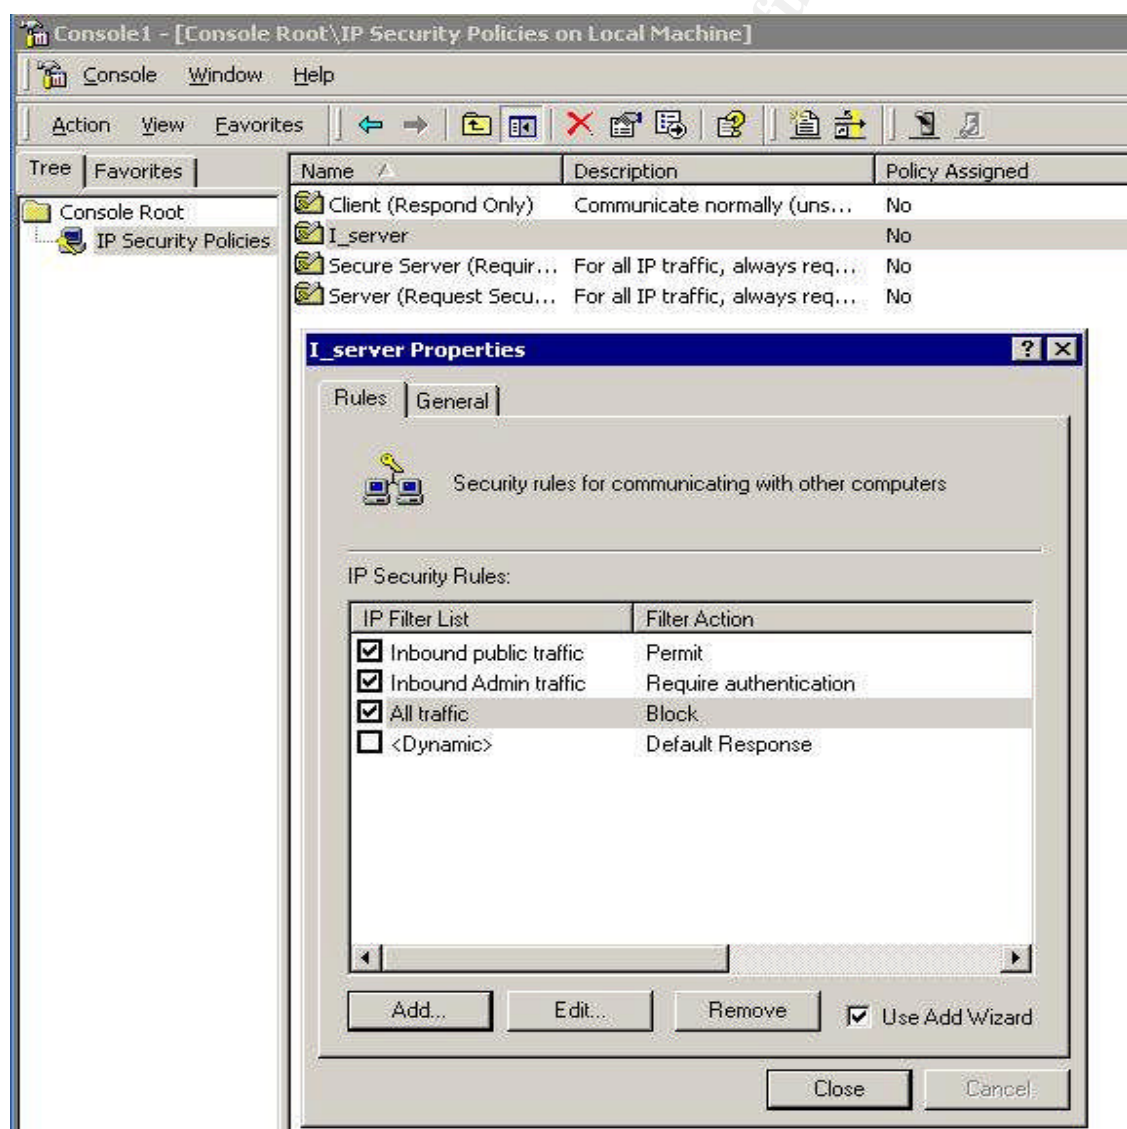 Console1 - [Console Root\IP Security Policies on Local Machine]
Console Window Help
Action View Favorites
Tree Favorites
Name Description Policy Assigned
Console Root
IP Security Policies
Client (Respond Only) Communicate normally (uns... No
I_server No
Secure Server (Requir... For all IP traffic, always req... No
Server (Request Secu... For all IP traffic, always req... No
I_server Properties
Rules General
Security rules for communicating with other computers
IP Security Rules:
IP Filter List Filter Action
Inbound public traffic Permit
Inbound Admin traffic Require authentication
All traffic Block
<Dynamic> Default Response
Add... Edit... Remove Use Add Wizard
Close Cancel